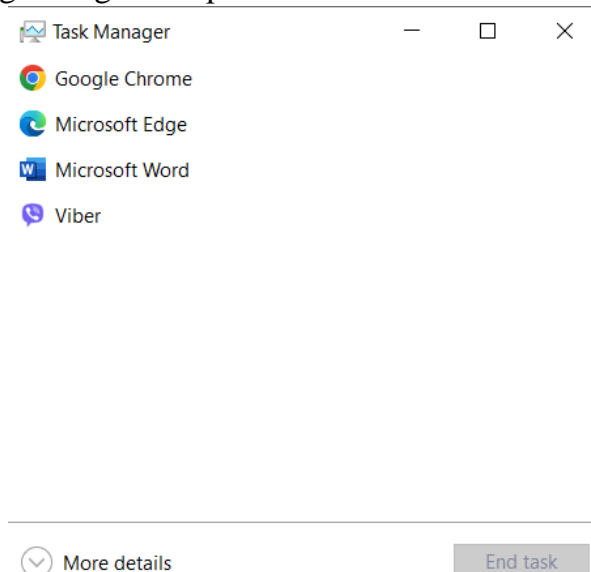 Task Manager
Google Chrome
Microsoft Edge
Microsoft Word
Viber
More details
End task